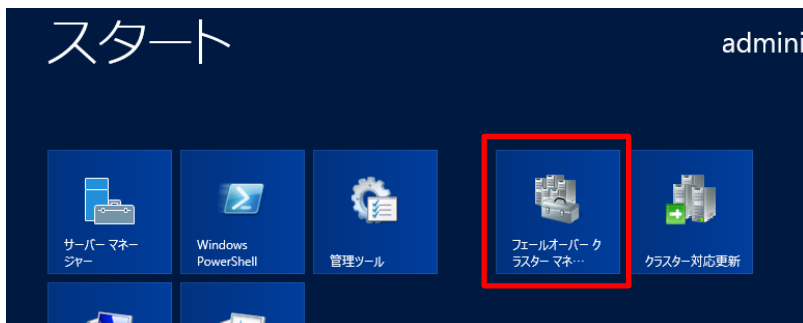 スタート
admini
サーバー マネー
ジャー
Windows
PowerShell
管理ツール
フェールオーバー ク
ラスター マネ…
クラスター対応更新